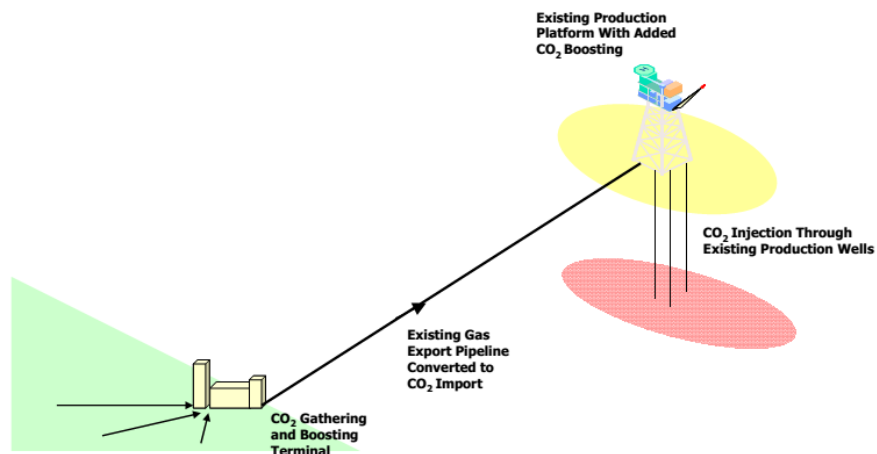 Existing Production
Platform With Added
CO₂ Boosting
H
CO₂ Injection Through
Existing Production Wells
Existing Gas
Export Pipeline
Converted to
CO₂ Import
CO₂ Gathering
and Boosting
Terminal